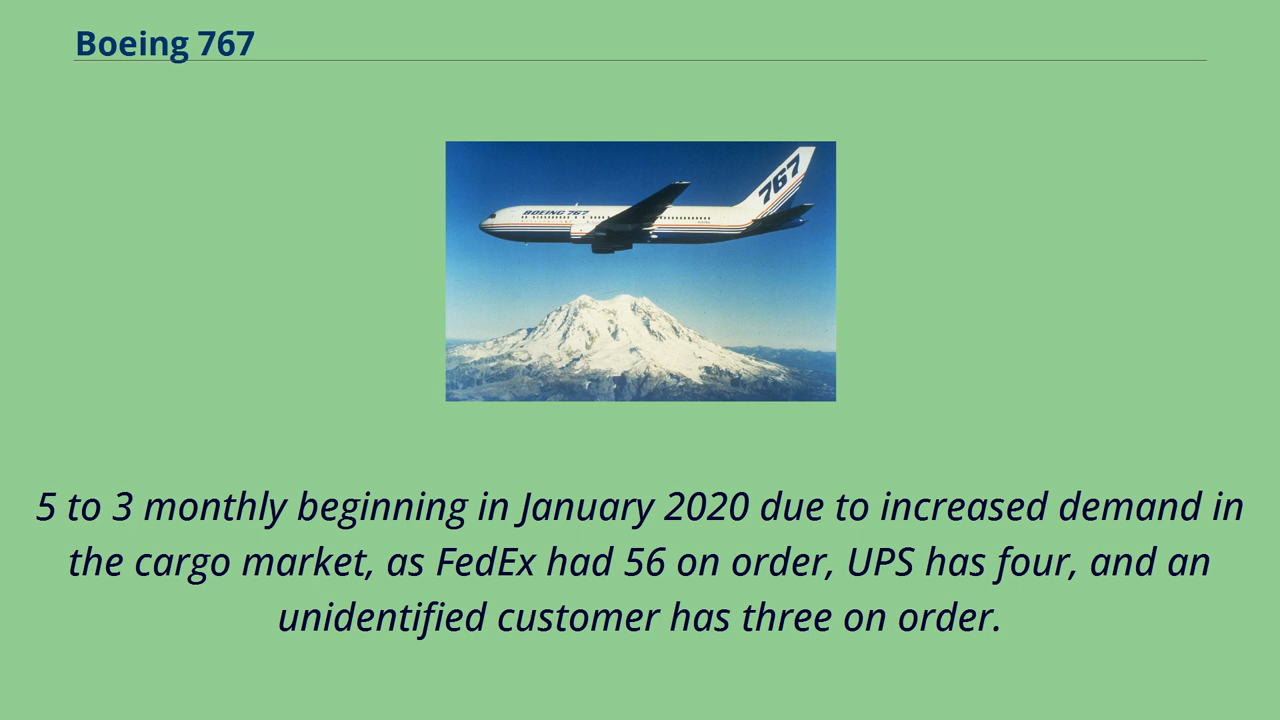 Boeing 767
767
BOEING 767
5 to 3 monthly beginning in January 2020 due to increased demand in
the cargo market, as FedEx had 56 on order, UPS has four, and an
unidentified customer has three on order.